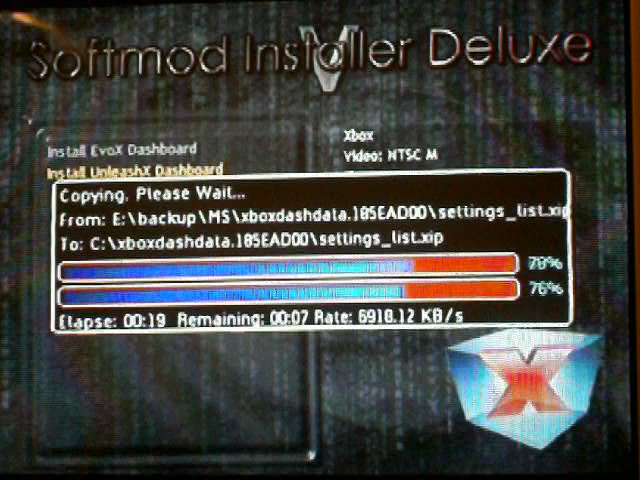 Softmod Installer Deluxe
Install EvoX Dashboard
Xbox
Video: NTSC M
Install UnleashX Dashboard
Copying, Please Wait...
From: E:\backup\MS\xboxdashdata.185EAD00\settings_list.xip
To: C:\xboxdashdata.185EAD00\settings_list.xip
78%
76%
Elapse: 00:19 Remaining: 00:07 Rate: 6918.12 KB/s